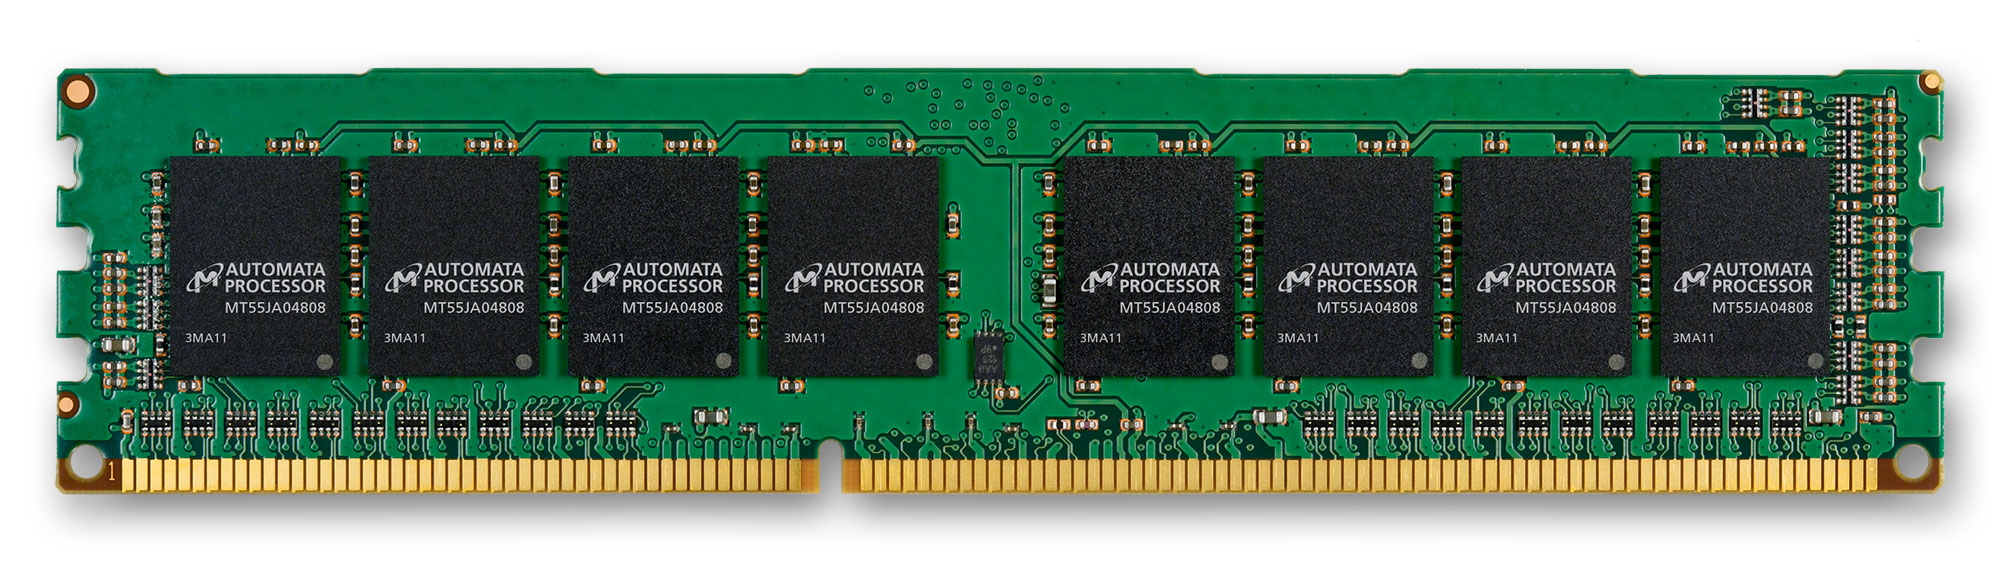 AUTOMATA
PROCESSOR
MT55JA04808
3MA11
AUTOMATA
PROCESSOR
MT55JA04808
3MA11
AUTOMATA
PROCESSOR
MT55JA04808
3MA11
AUTOMATA
PROCESSOR
MT55JA04808
3MA11
AUTOMATA
PROCESSOR
MT55JA04808
3MA11
AUTOMATA
PROCESSOR
MT55JA04808
3MA11
AUTOMATA
PROCESSOR
MT55JA04808
3MA11
AUTOMATA
PROCESSOR
MT55JA04808
3MA11
1